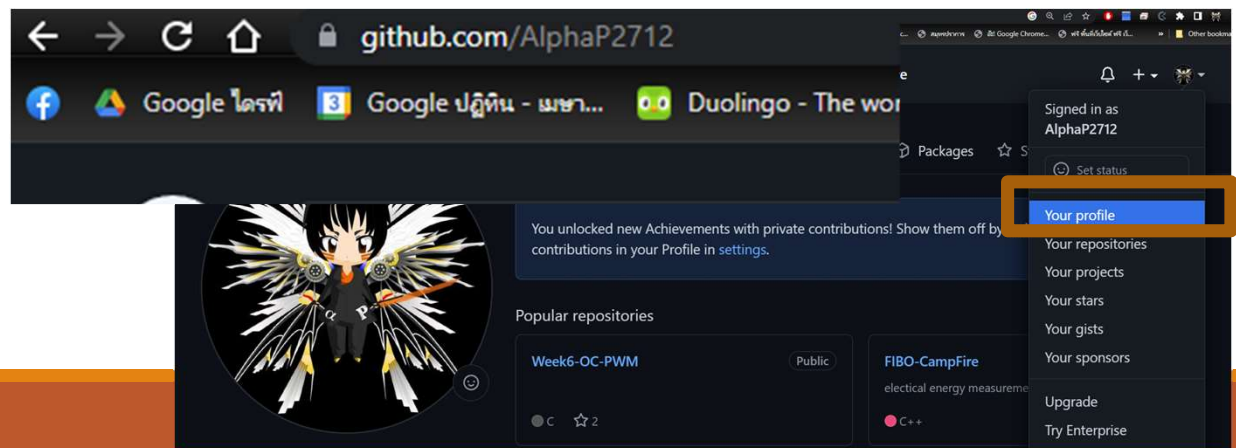 github.com/AlphaP2712
Google ไดรฟ์
3 Google ปฏิทิน - เมษา...
Duolingo - The wor
Google Chrome...
Other bookma
Signed in as
AlphaP2712
Packages
Set status
Your profile
You unlocked new Achievements with private contributions! Show them off by
contributions in your Profile in settings.
Your repositories
Your projects
Your stars
Popular repositories
Your gists
Week6-OC-PWM Public
FIBO-CampFire
Your sponsors
electical energy measureme
Upgrade
C 2
C++
Try Enterprise
α P